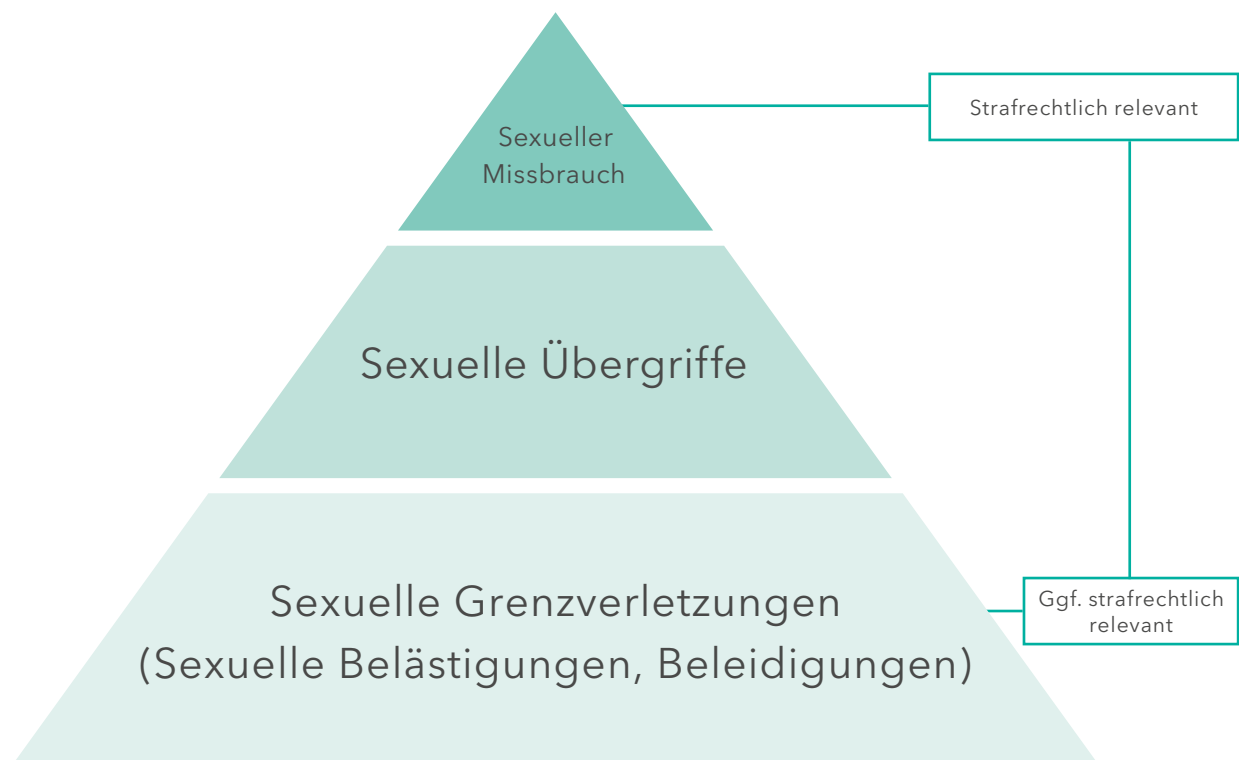 Strafrechtlich relevant
Sexueller
Missbrauch
Sexuelle Übergriffe
Sexuelle Grenzverletzungen
(Sexuelle Belästigungen, Beleidigungen)
Ggf. strafrechtlich
relevant